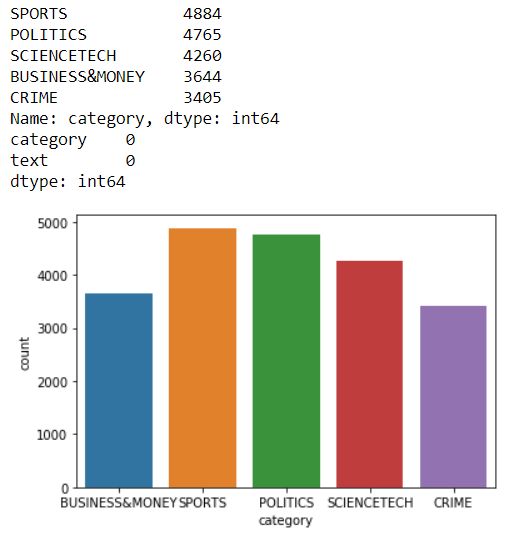 SPORTS 4884
POLITICS 4765
SCIENCETECH 4260
BUSINESS&MONEY 3644
CRIME 3405
Name: category, dtype: int64
category 0
text 0
dtype: int64
5000
4000
3000
2000
1000
0
count
BUSINESS&MONEY SPORTS POLITICS SCIENCETECH CRIME
category